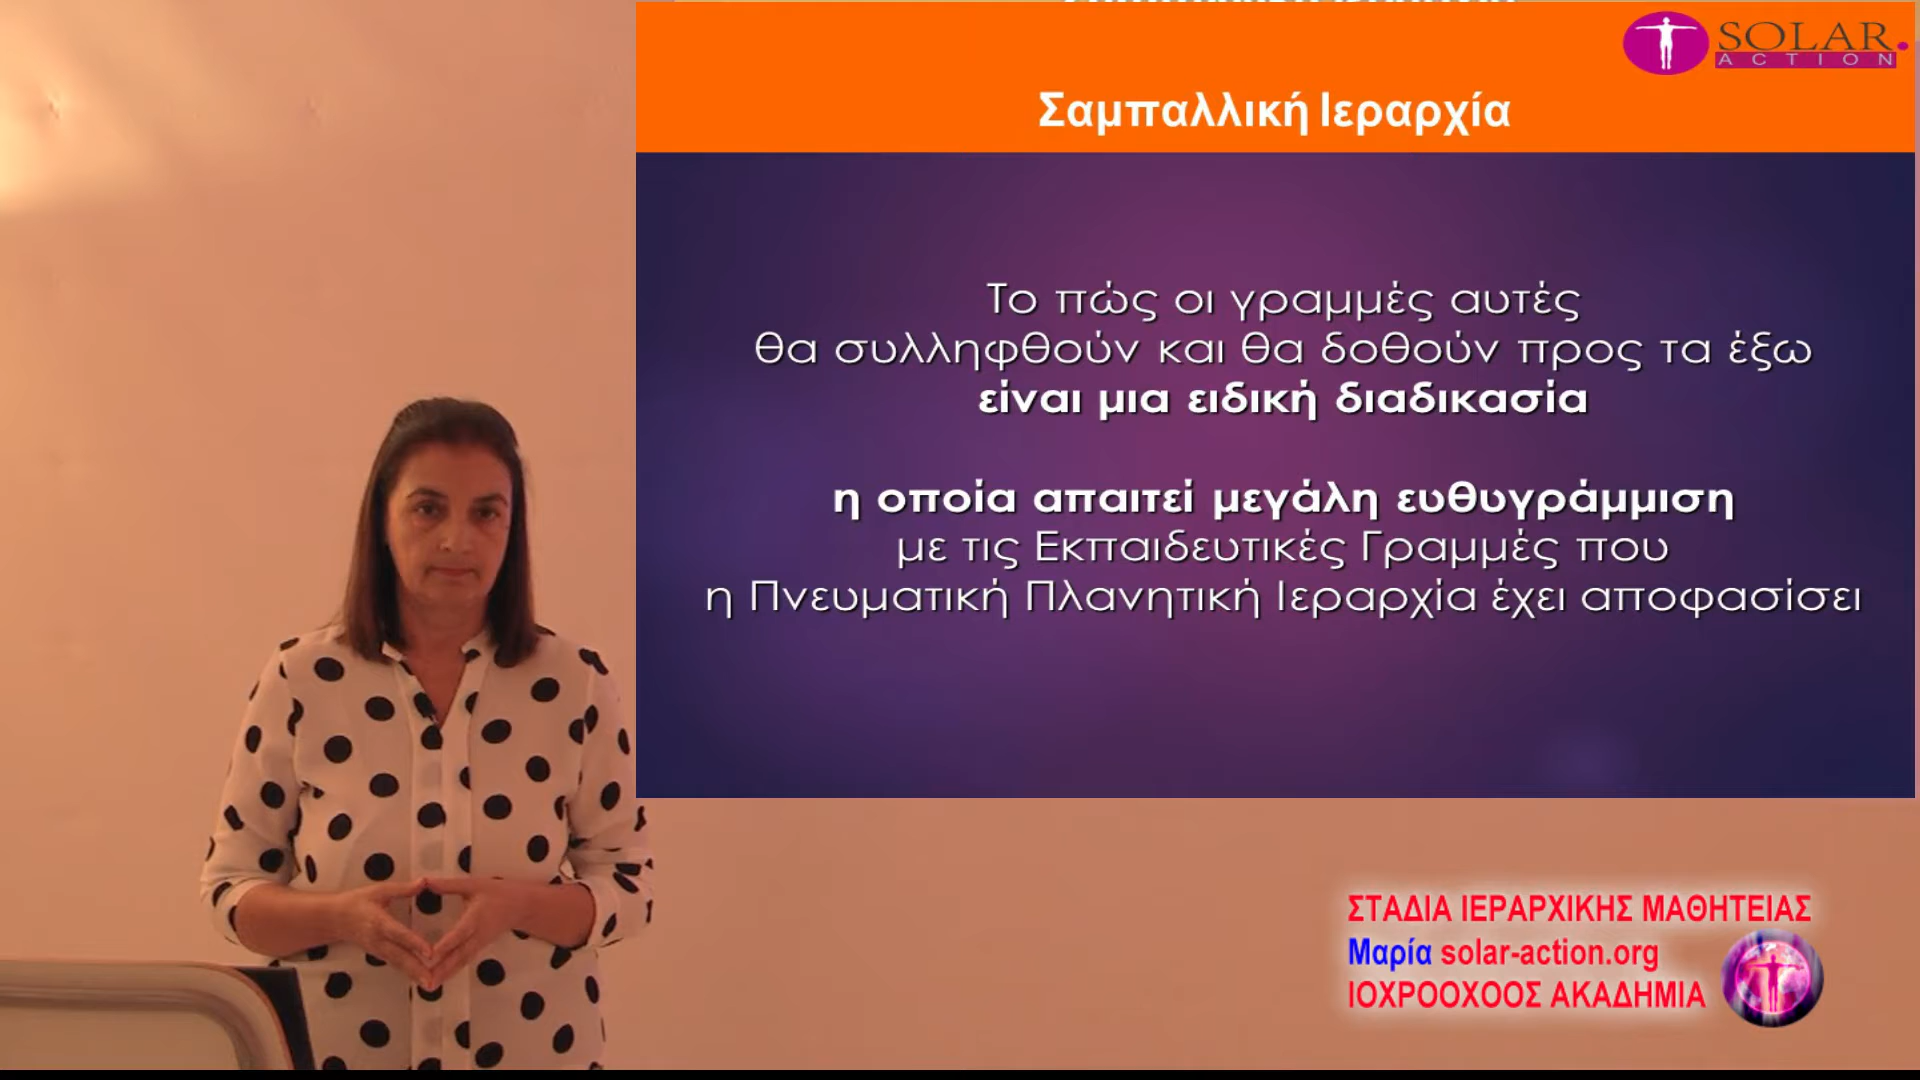 SOLAR.
ACTION
Σαμπαλλική Ιεραρχία
Το πώς οι γραμμές αυτές
θα συλληφθούν και θα δοθούν προς τα έξω
είναι μια ειδική διαδικασία
η οποία απαιτεί μεγάλη ευθυγράμμιση
με τις Εκπαιδευτικές Γραμμές που
η Πνευματική Πλανητική Ιεραρχία έχει αποφασίσει
ΣΤΑΔΙΑ ΙΕΡΑΡΧΙΚΗΣ ΜΑΘΗΤΕΙΑΣ
Μαρία solar-action.org
ΙΟΧΡΟΟΧΟΟΣ ΑΚΑΔΗΜΙΑ